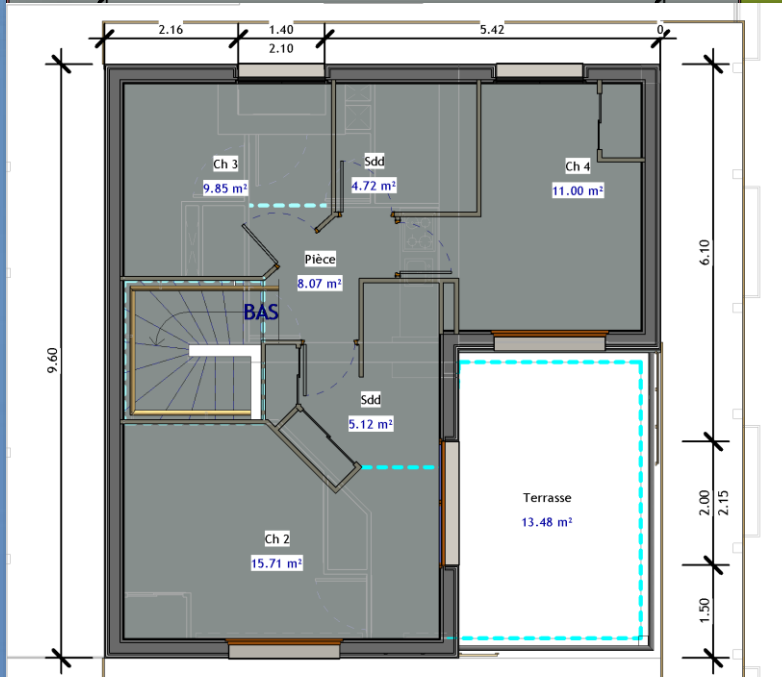 2.16
1.40
5.42
0
2.10
Ch 3
9.85 m²
Sdd
4.72 m²
Ch 4
11.00 m²
6.10
Pièce
8.07 m²
BAS
9.60
Sdd
5.12 m²
Terrasse
13.48 m²
2.00
2.15
Ch 2
15.71 m²
1.50